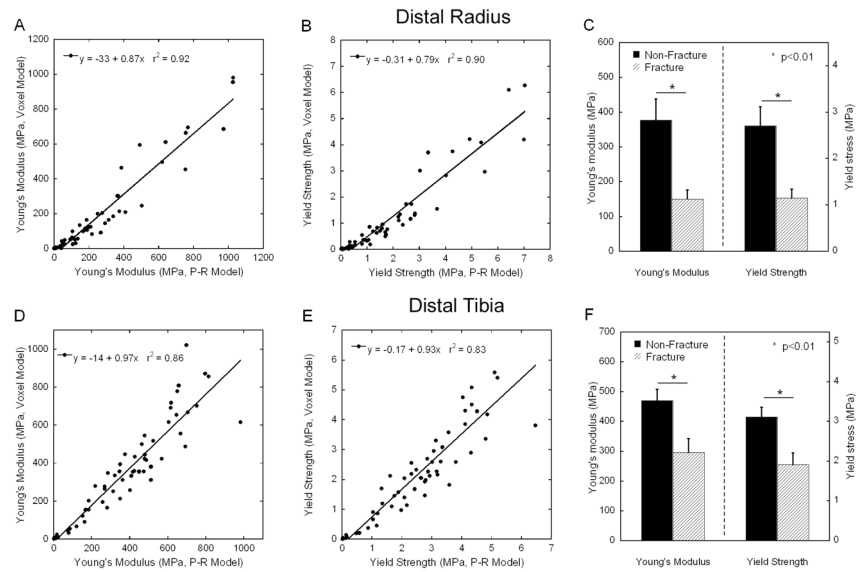 Distal Radius
A
y = -33 + 0.87x r² = 0.92
1200
1000
800
600
400
200
0
0 200 400 600 800 1000 1200
Young's Modulus (MPa, Voxel Model)
Young's Modulus (MPa, P-R Model)
B
y = -0.31 + 0.79x r² = 0.90
8
7
6
5
4
3
2
1
0
0 1 2 3 4 5 6 7 8
Yield Strength (MPa, Voxel Model)
Yield Strength (MPa, P-R Model)
C
Non-Fracture
Fracture
* p<0.01
600
500
400
300
200
100
0
4
3
2
1
0
* *
Young's modulus (MPa)
Yield stress (MPa)
Young's Modulus Yield Strength
Distal Tibia
D
y = -14 + 0.97x r² = 0.86
1000
800
600
400
200
0
0 200 400 600 800 1000
Young's Modulus (MPa, Voxel Model)
Young's Modulus (MPa, P-R Model)
E
y = -0.17 + 0.93x r² = 0.83
7
6
5
4
3
2
1
0
0 1 2 3 4 5 6 7
Yield Strength (MPa, Voxel Model)
Yield Strength (MPa, P-R Model)
F
Non-Fracture
Fracture
* p<0.01
700
600
500
400
300
200
100
0
5
4
3
2
1
0
* *
Young's modulus (MPa)
Yield stress (MPa)
Young's Modulus Yield Strength